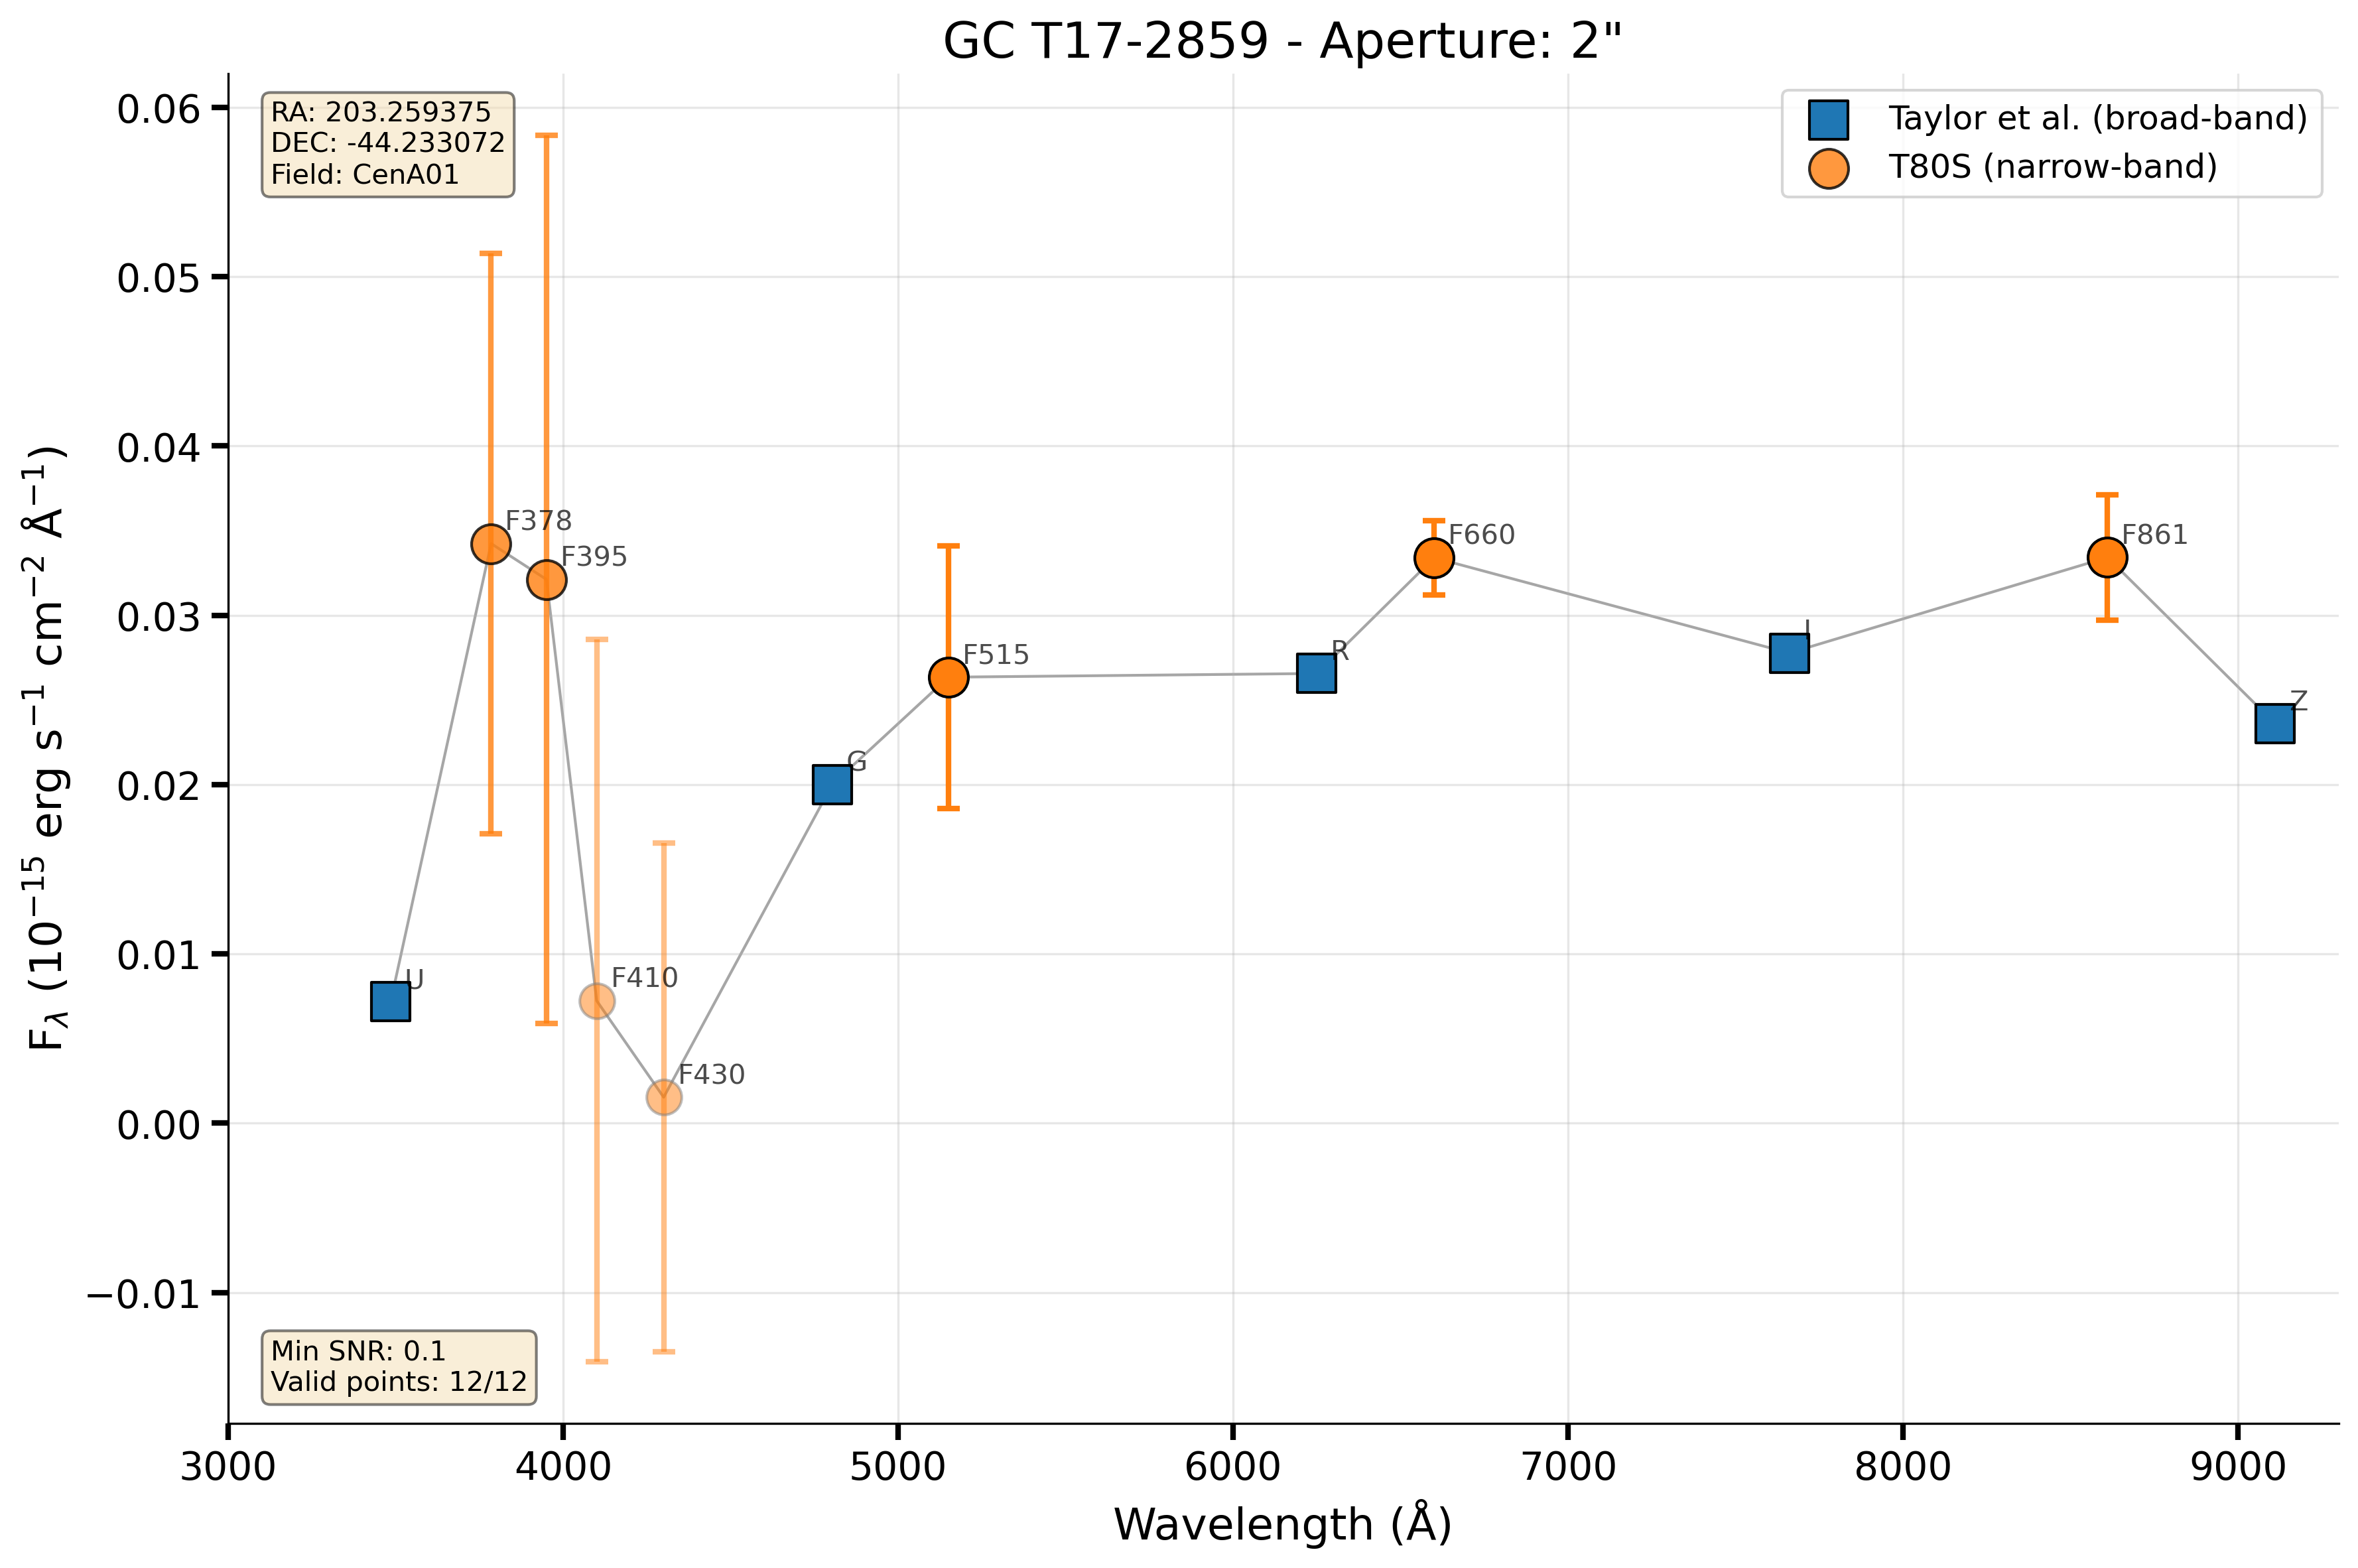 GC T17-2859 - Aperture: 2"
RA: 203.259375
DEC: -44.233072
Field: CenA01
Taylor et al. (broad-band)
T80S (narrow-band)
0.06
0.05
0.04
0.03
0.02
0.01
0.00
−0.01
F_λ (10⁻¹⁵ erg s⁻¹ cm⁻² Å⁻¹)
U
F378
F395
F410
F430
G
F515
R
F660
I
F861
Z
Min SNR: 0.1
Valid points: 12/12
3000 4000 5000 6000 7000 8000 9000
Wavelength (Å)